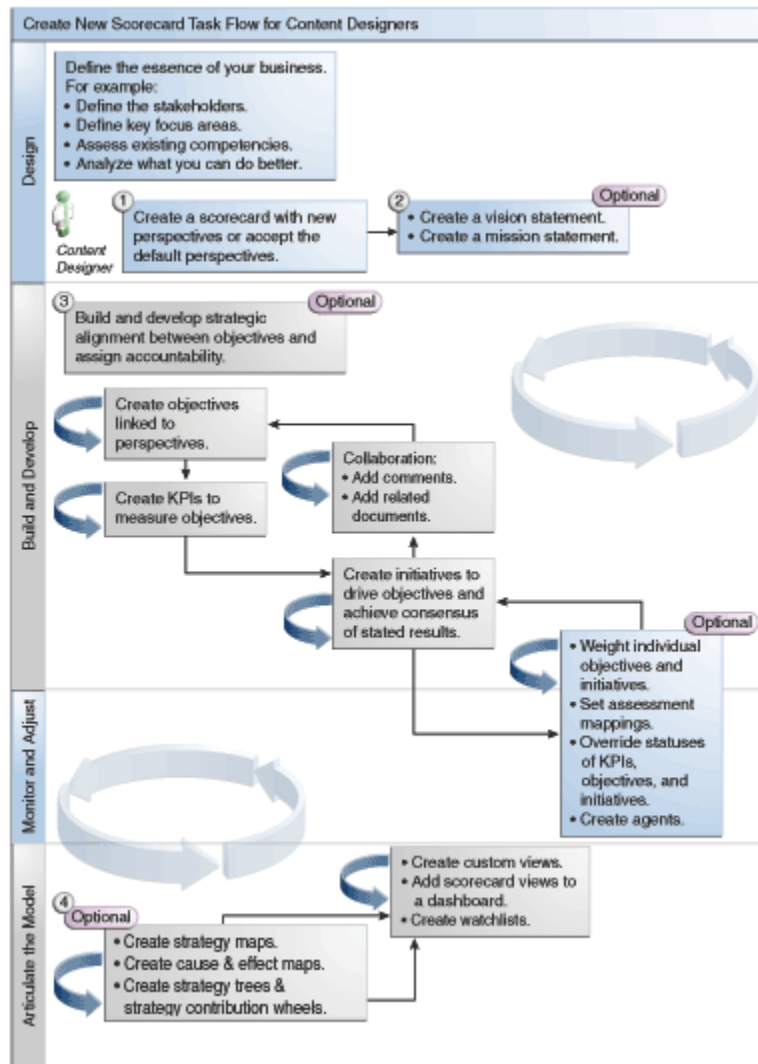 Create New Scorecard Task Flow for Content Designers
Design
Define the essence of your business.
For example:
• Define the stakeholders.
• Define key focus areas.
• Assess existing competencies.
• Analyze what you can do better.
Content
Designer
1
Create a scorecard with new
perspectives or accept the
default perspectives.
2
Optional
• Create a vision statement.
• Create a mission statement.
Build and Develop
3
Optional
Build and develop strategic
alignment between objectives and
assign accountability.
Create objectives
linked to
perspectives.
Create KPIs to
measure objectives.
Collaboration:
• Add comments.
• Add related
documents.
Create initiatives to
drive objectives and
achieve consensus
of stated results.
Optional
• Weight individual
objectives and
initiatives.
• Set assessment
mappings.
• Override statuses
of KPIs,
objectives, and
initiatives.
• Create agents.
Monitor and Adjust
Articulate the Model
• Create custom views.
• Add scorecard views to
a dashboard.
• Create watchlists.
4
Optional
• Create strategy maps.
• Create cause & effect maps.
• Create strategy trees &
strategy contribution wheels.